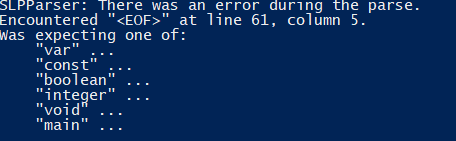 SLPParser: There was an error during the parse.
Encountered "<EOF>" at line 61, column 5.
Was expecting one of:
    "var" ...
    "const" ...
    "boolean" ...
    "integer" ...
    "void" ...
    "main" ...